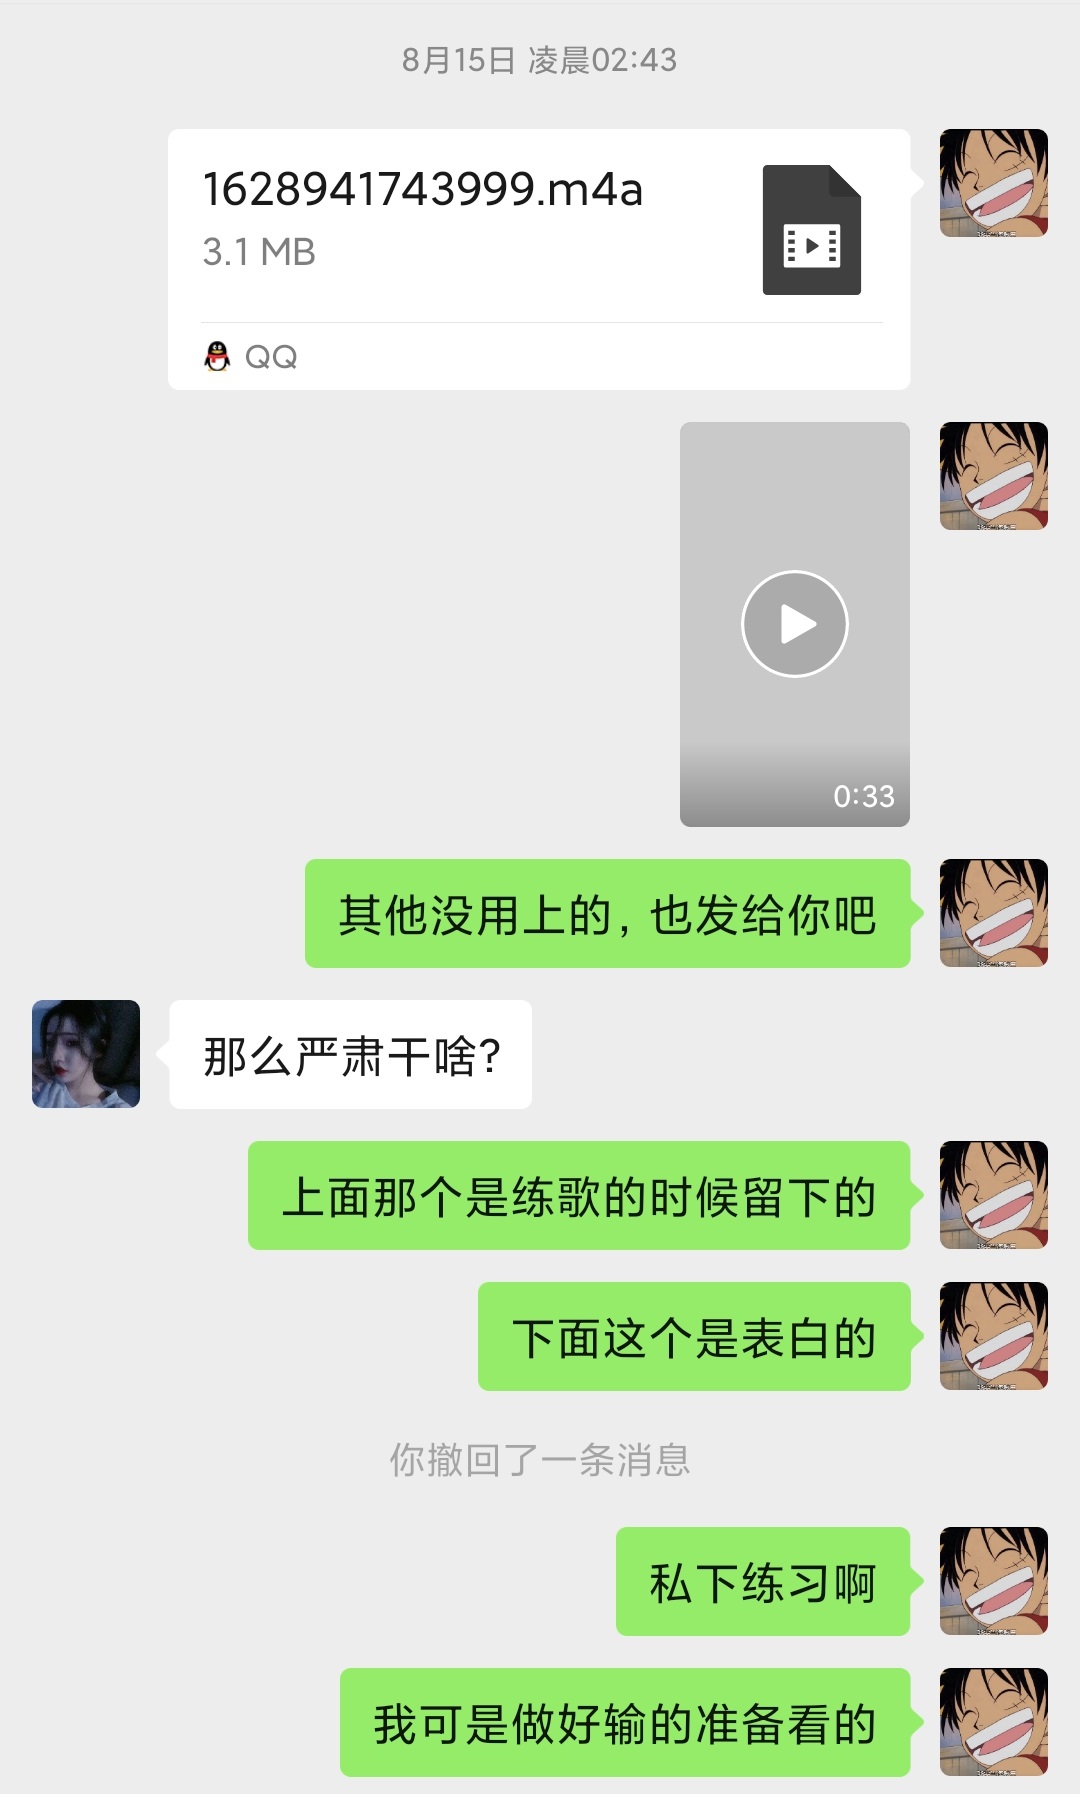 8月15日 凌晨02:43
1628941743999.m4a
3.1 MB
QQ
0:33
其他没用上的，也发给你吧
那么严肃干啥?
上面那个是练歌的时候留下的
下面这个是表白的
你撤回了一条消息
私下练习啊
我可是做好输的准备看的